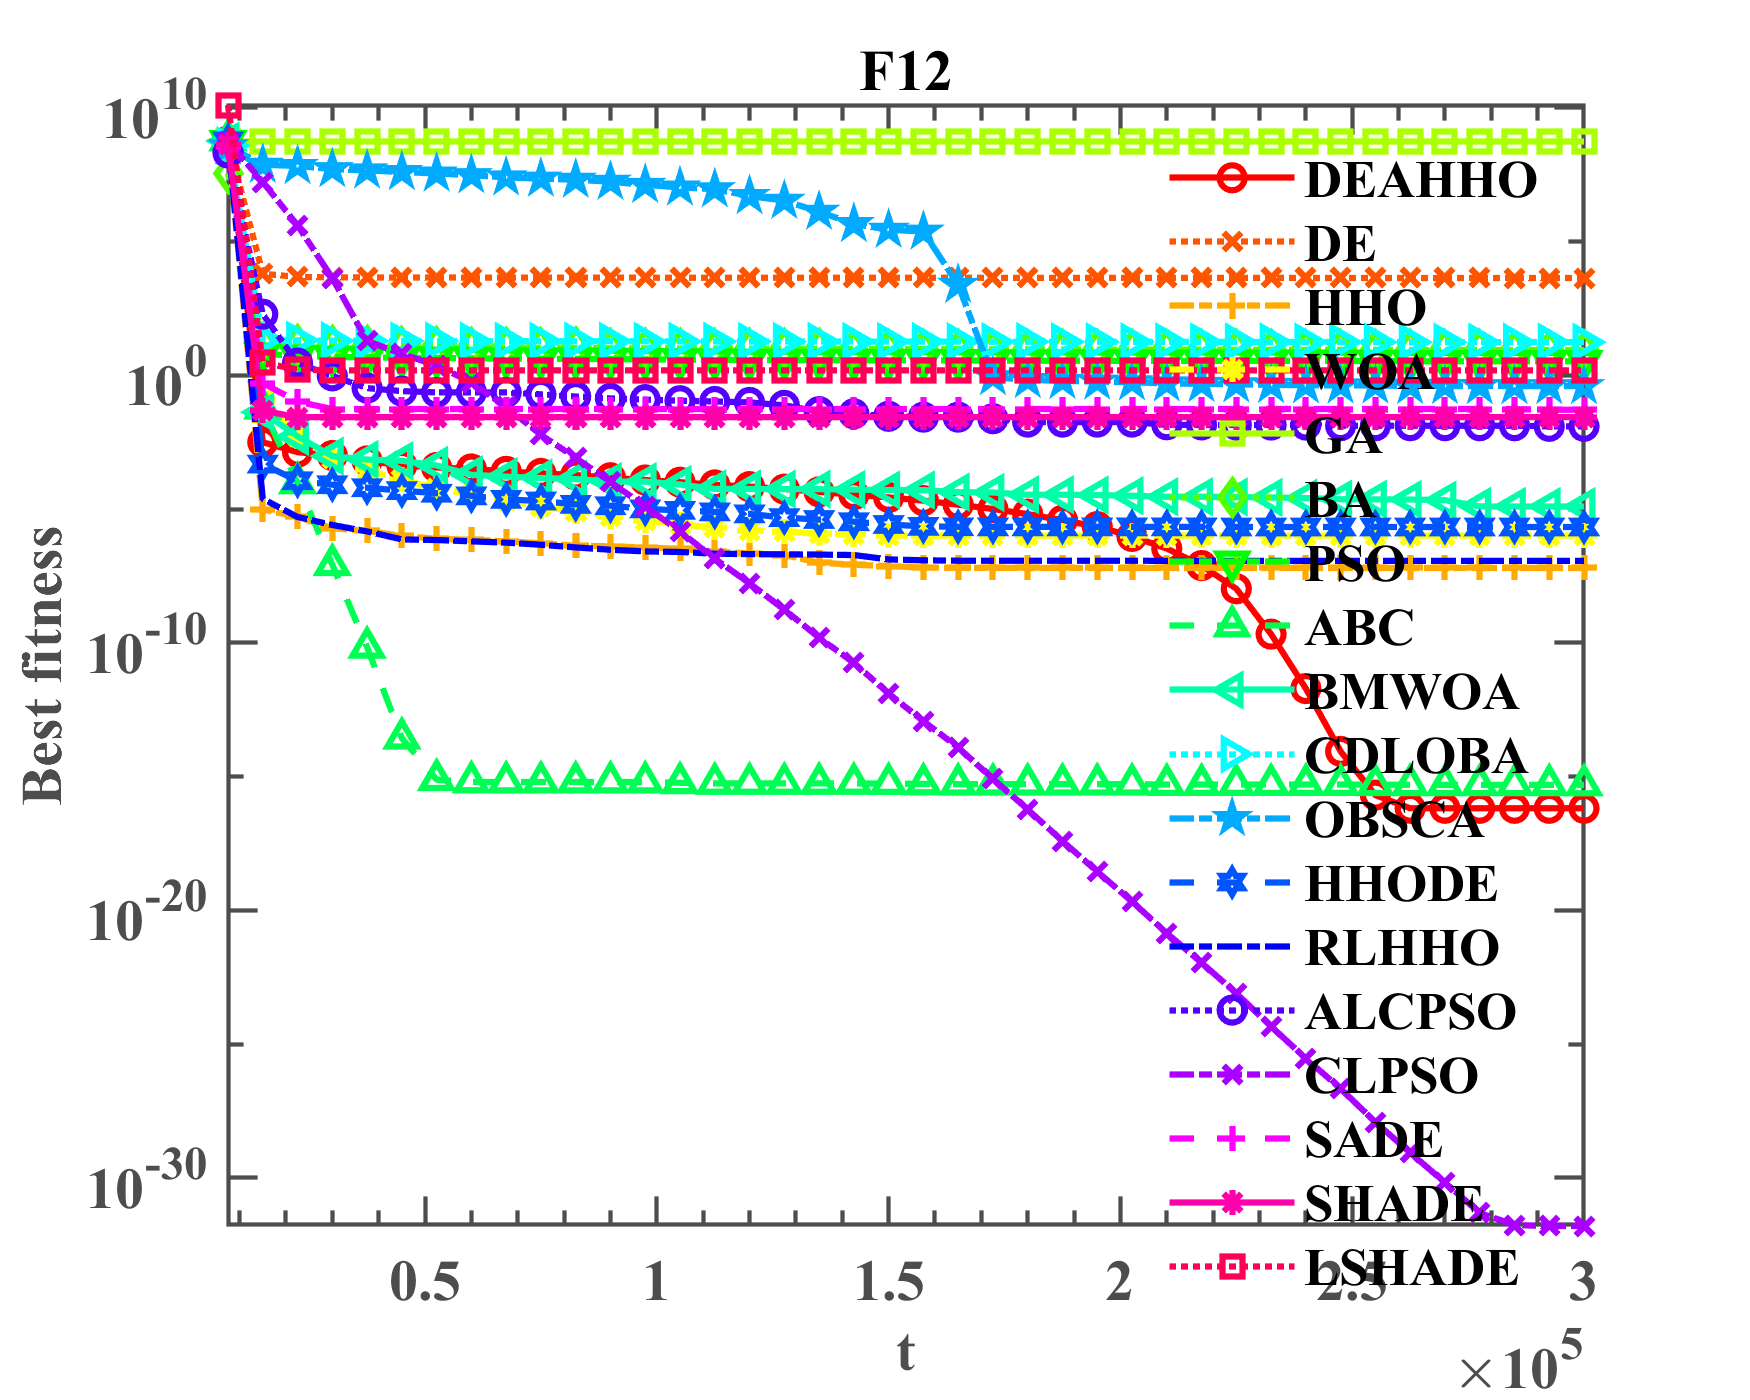 F12
10^10
10^0
10^-10
10^-20
10^-30
Best fitness
DEAHHO
DE
HHO
WOA
GA
BA
PSO
ABC
BMWOA
CDLOBA
OBSCA
HHODE
RLHHO
ALCPSO
CLPSO
SADE
SHADE
LSHADE
0.5 1 1.5 2 2.5 3
t
×10^5